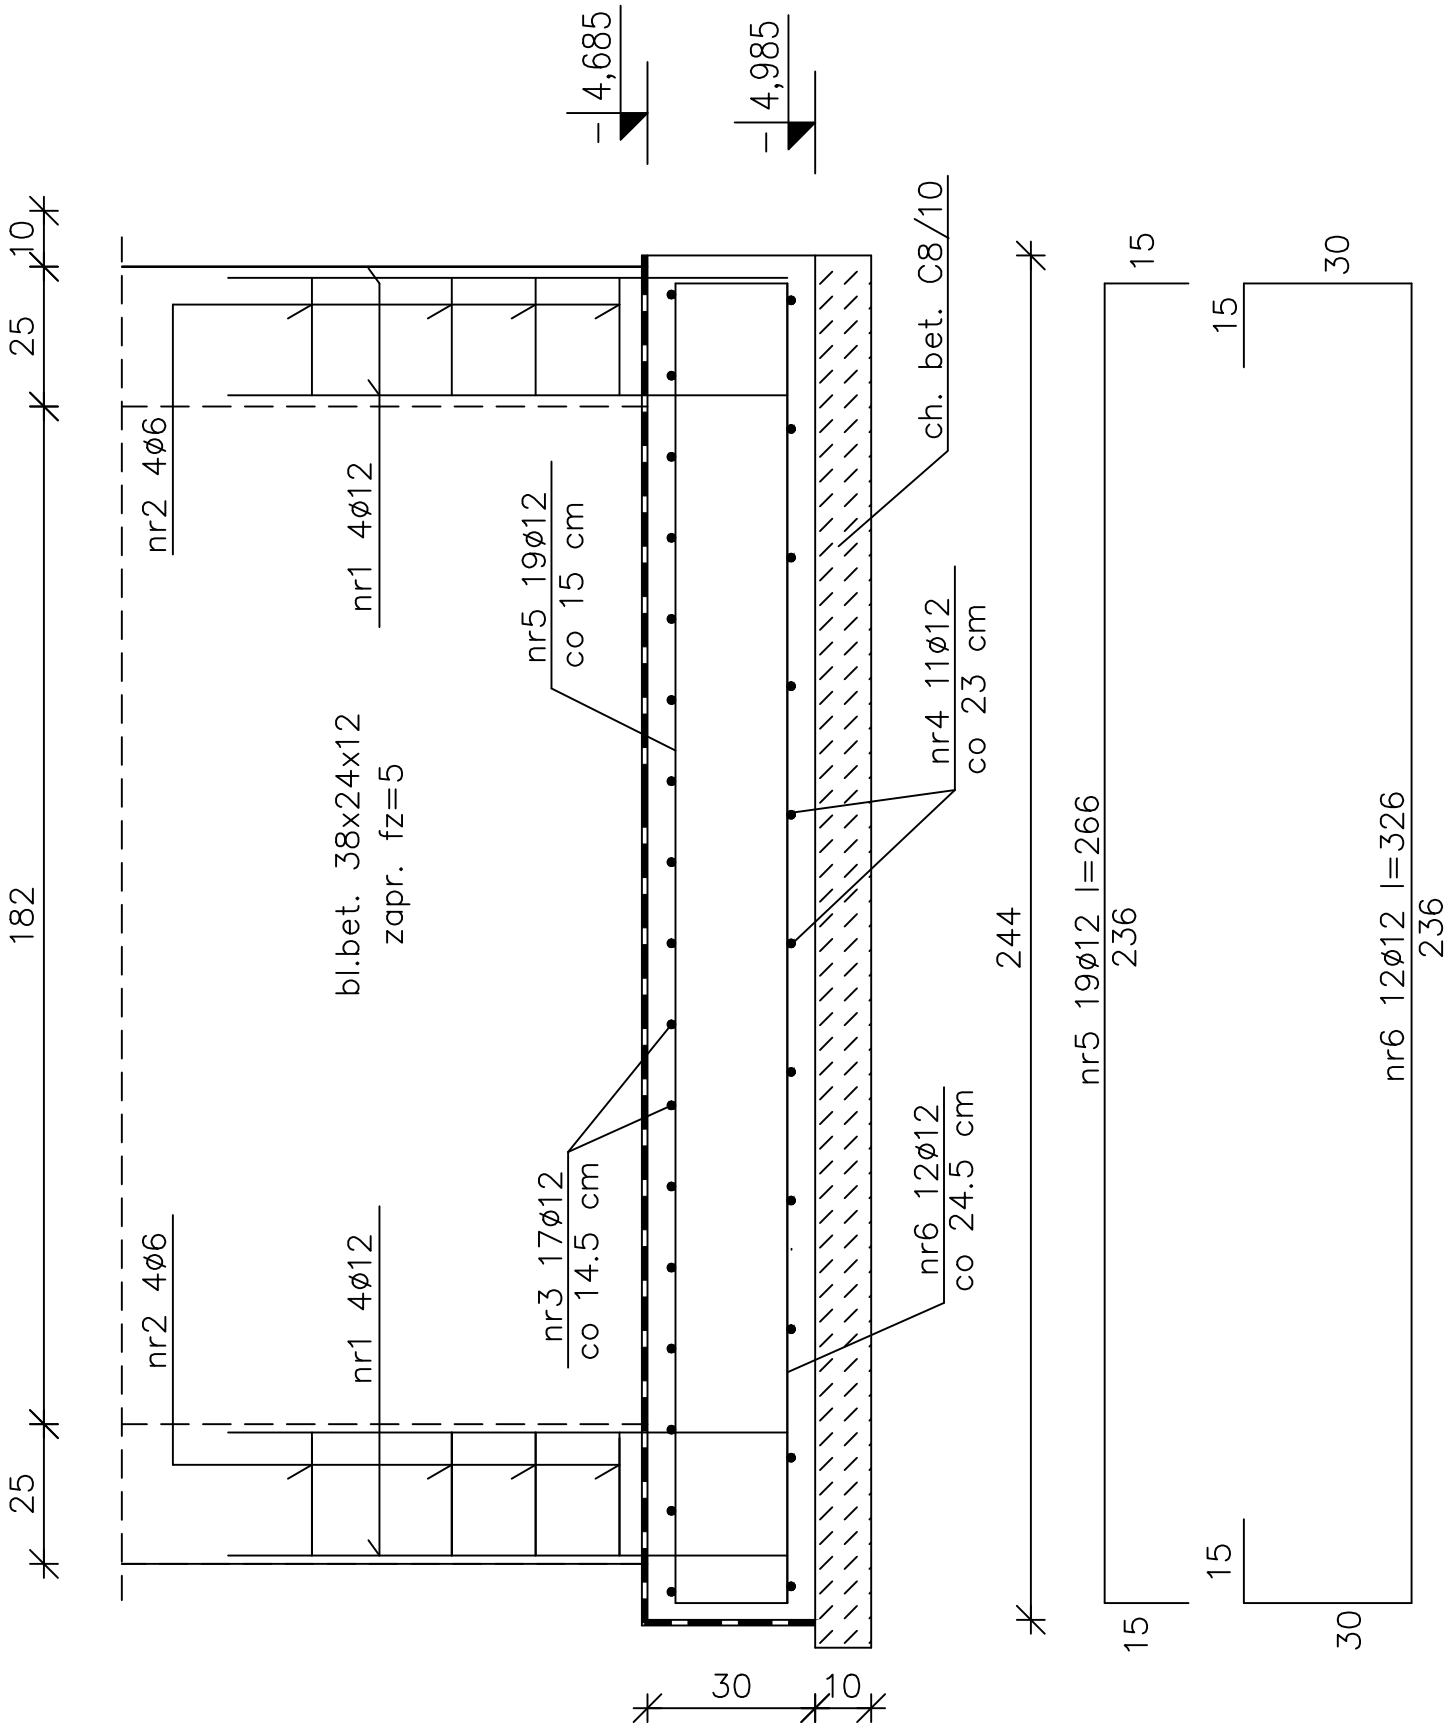 25
182
25
10
nr2 4ø6
nr2 4ø6
nr1 4ø12
nr1 4ø12
bl.bet. 38x24x12
zapr. fz=5
nr3 17ø12
co 14.5 cm
nr5 19ø12
co 15 cm
- 4,685
- 4,985
30
10
nr6 12ø12
co 24.5 cm
nr4 11ø12
co 23 cm
ch. bet. C8/10
244
nr5 19ø12 l=266
236
15
15
15
15
nr6 12ø12 l=326
236
30
30